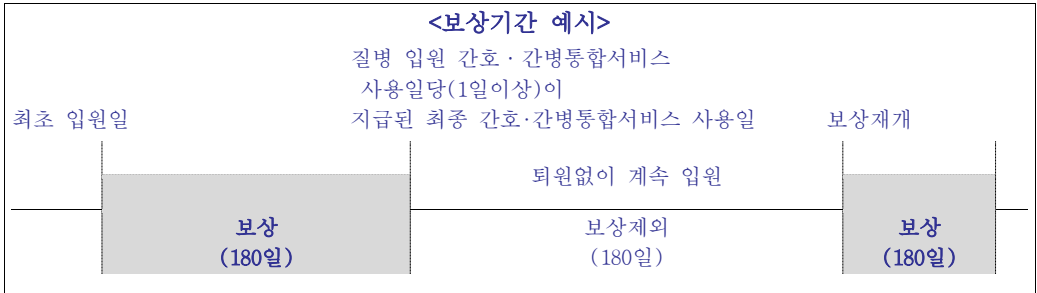 <보상기간 예시>
질병 입원 간호·간병통합서비스
사용일당(1일이상)이
최초 입원일
지급된 최종 간호·간병통합서비스 사용일
보상재개
퇴원없이 계속 입원
보상
(180일)
보상제외
(180일)
보상
(180일)